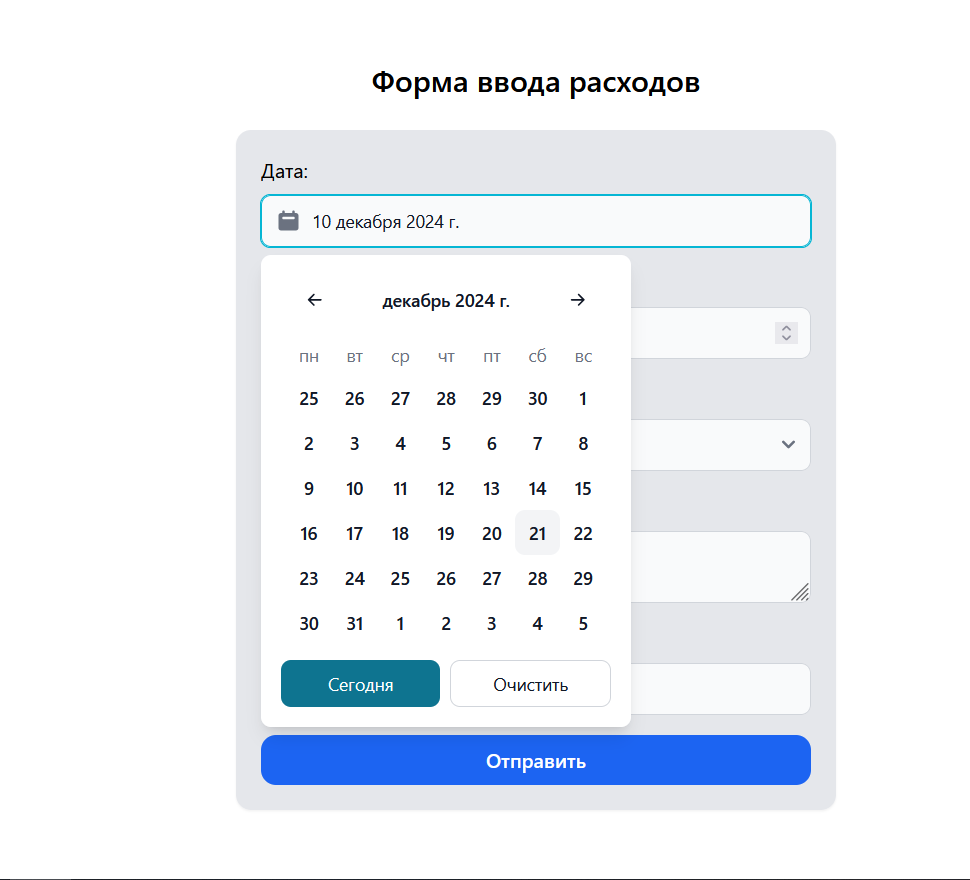 Форма ввода расходов
Дата:
10 декабря 2024 г.
декабрь 2024 г.
пн вт ср чт пт сб вс
25 26 27 28 29 30 1
2 3 4 5 6 7 8
9 10 11 12 13 14 15
16 17 18 19 20 21 22
23 24 25 26 27 28 29
30 31 1 2 3 4 5
Сегодня Очистить
Отправить